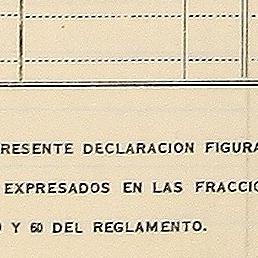 RESENTE DECLARACION FIGURA
EXPRESADOS EN LAS FRACCIO
Y 60 DEL REGLAMENTO.